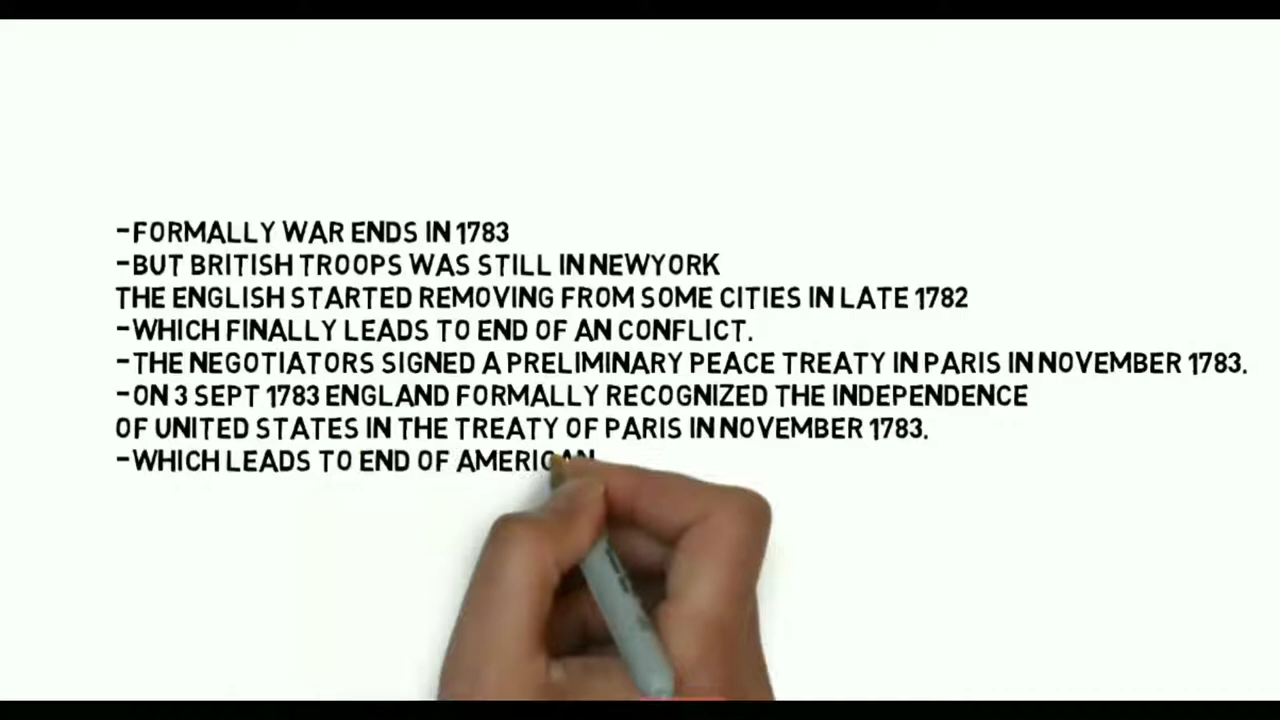 -FORMALLY WAR ENDS IN 1783
-BUT BRITISH TROOPS WAS STILL IN NEWYORK
THE ENGLISH STARTED REMOVING FROM SOME CITIES IN LATE 1782
-WHICH FINALLY LEADS TO END OF AN CONFLICT.
-THE NEGOTIATORS SIGNED A PRELIMINARY PEACE TREATY IN PARIS IN NOVEMBER 1783.
-ON 3 SEPT 1783 ENGLAND FORMALLY RECOGNIZED THE INDEPENDENCE
OF UNITED STATES IN THE TREATY OF PARIS IN NOVEMBER 1783.
-WHICH LEADS TO END OF AMERICAN